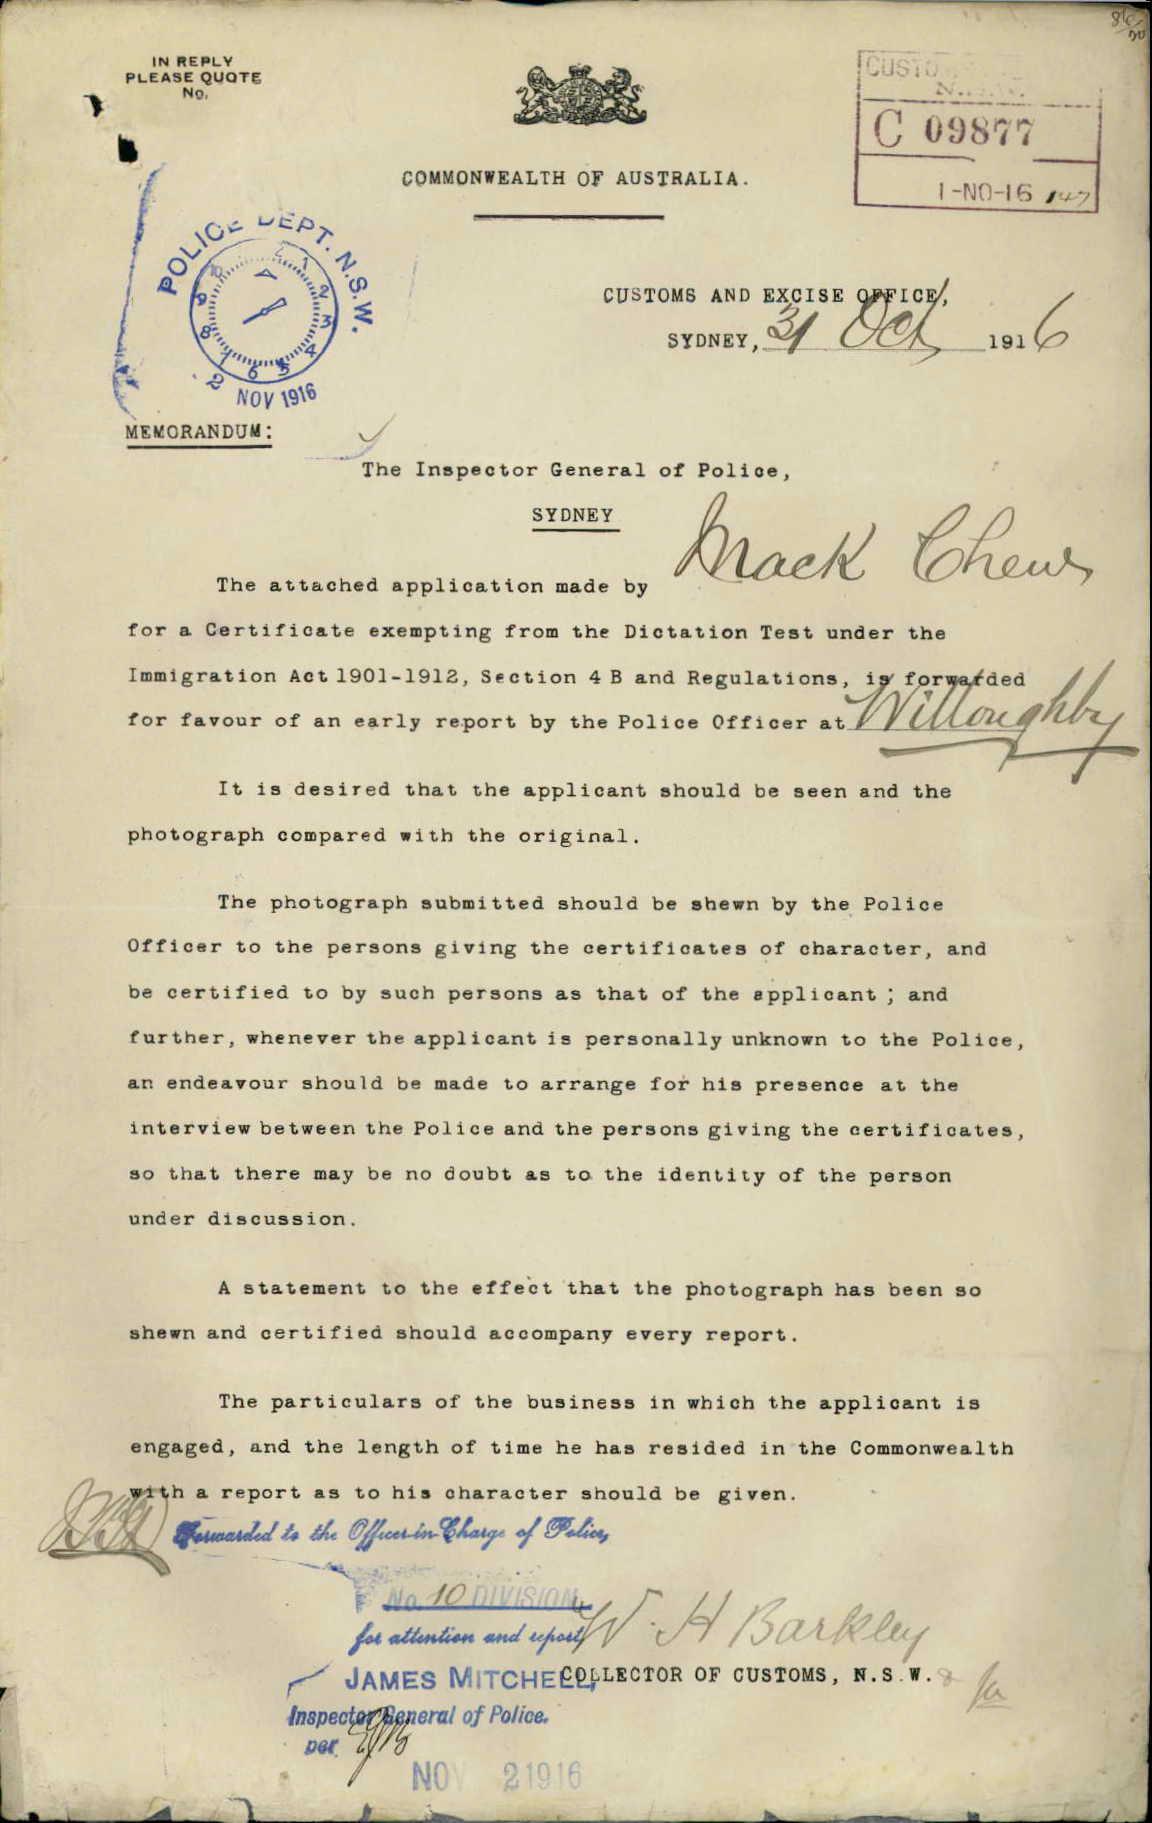 IN REPLY
PLEASE QUOTE
No.
C 09877
1-NO-16 147
COMMONWEALTH OF AUSTRALIA.
POLICE DEPT. N.S.W.
2 NOV 1916
CUSTOMS AND EXCISE OFFICE,
SYDNEY, 31 Oct 1916
MEMORANDUM:
The Inspector General of Police,
SYDNEY
The attached application made by Mack Chew
for a Certificate exempting from the Dictation Test under the
Immigration Act 1901-1912, Section 4 B and Regulations, is forwarded
for favour of an early report by the Police Officer at Willoughby
It is desired that the applicant should be seen and the
photograph compared with the original.
The photograph submitted should be shewn by the Police
Officer to the persons giving the certificates of character, and
be certified to by such persons as that of the applicant ; and
further, whenever the applicant is personally unknown to the Police,
an endeavour should be made to arrange for his presence at the
interview between the Police and the persons giving the certificates,
so that there may be no doubt as to the identity of the person
under discussion.
A statement to the effect that the photograph has been so
shewn and certified should accompany every report.
The particulars of the business in which the applicant is
engaged, and the length of time he has resided in the Commonwealth
with a report as to his character should be given.
Forwarded to the Officer-in-Charge of Police,
No. 10 DIVISION
for attention and report
W. H Barkley
JAMES MITCHELL,
COLLECTOR OF CUSTOMS, N.S.W.
Inspector General of Police.
per.
NOV 2 1916